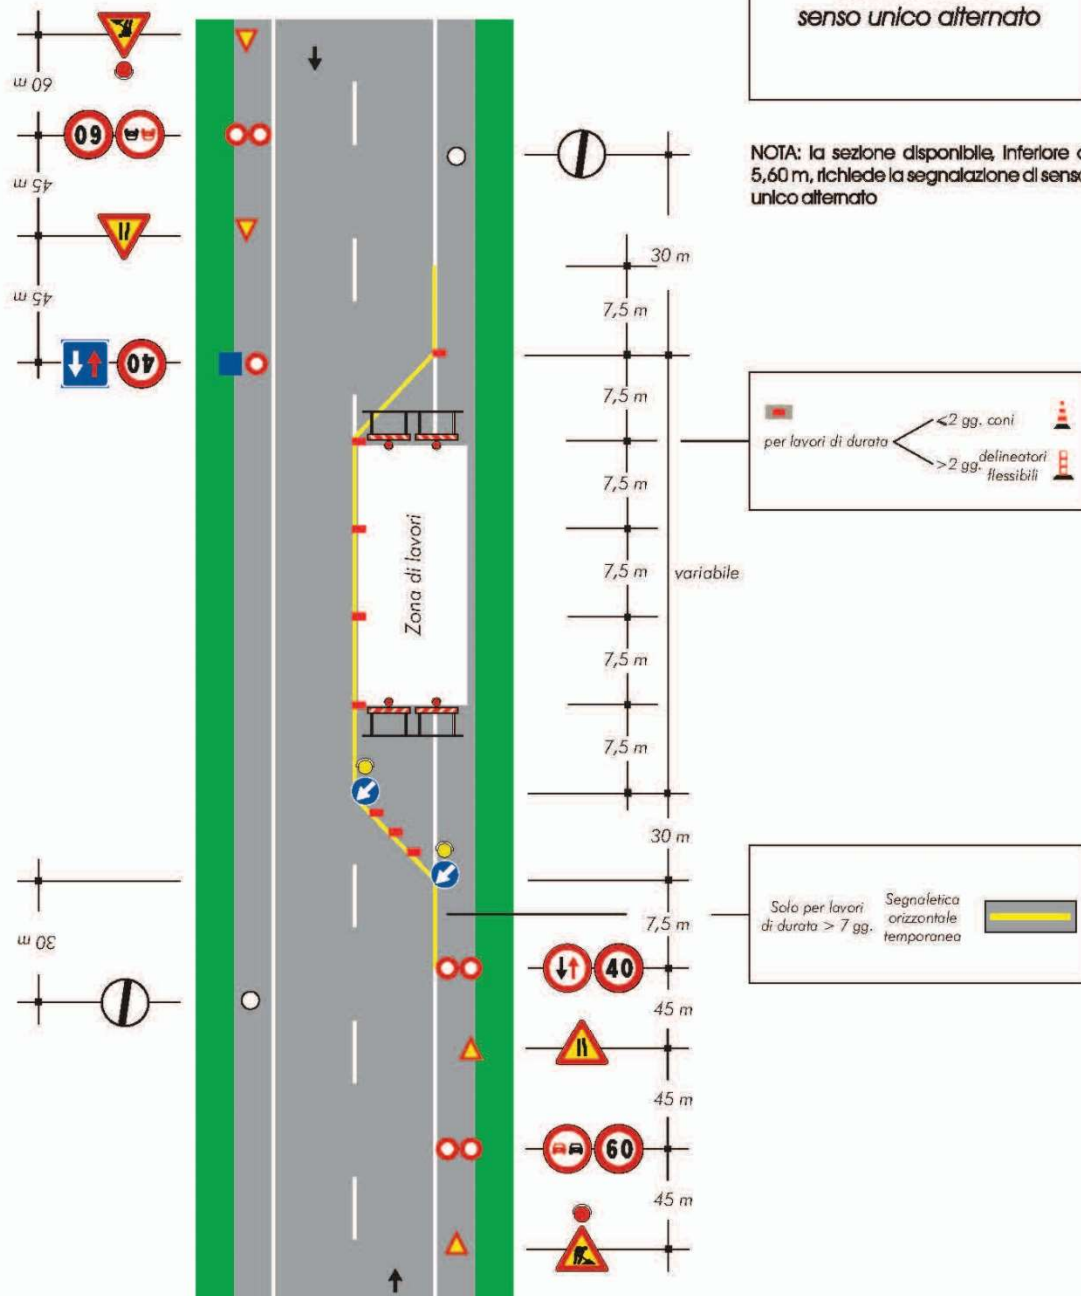 senso unico alternato
NOTA: la sezione disponibile, inferiore a
5,60 m, richiede la segnalazione di senso
unico alternato
60 m
60
45 m
45 m
40
30 m
7,5 m
7,5 m
7,5 m
7,5 m
7,5 m
7,5 m
variabile
per lavori di durata
<2 gg. coni
>2 gg. delineatori
flessibili
Zona di lavori
30 m
7,5 m
Solo per lavori
di durata > 7 gg.
Segnaletica
orizzontale
temporanea
30 m
40
45 m
45 m
60
45 m